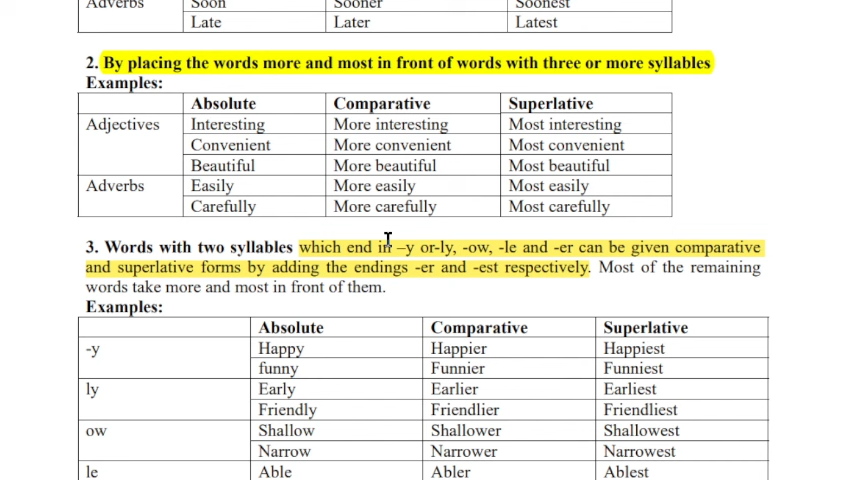 Adverbs Soon Sooner Soonest
Late Later Latest
2. By placing the words more and most in front of words with three or more syllables
Examples:
Absolute Comparative Superlative
Adjectives Interesting More interesting Most interesting
Convenient More convenient Most convenient
Beautiful More beautiful Most beautiful
Adverbs Easily More easily Most easily
Carefully More carefully Most carefully
3. Words with two syllables which end in –y or-ly, -ow, -le and -er can be given comparative
and superlative forms by adding the endings -er and -est respectively. Most of the remaining
words take more and most in front of them.
Examples:
Absolute Comparative Superlative
-y Happy Happier Happiest
funny Funnier Funniest
ly Early Earlier Earliest
Friendly Friendlier Friendliest
ow Shallow Shallower Shallowest
Narrow Narrower Narrowest
le Able Abler Ablest